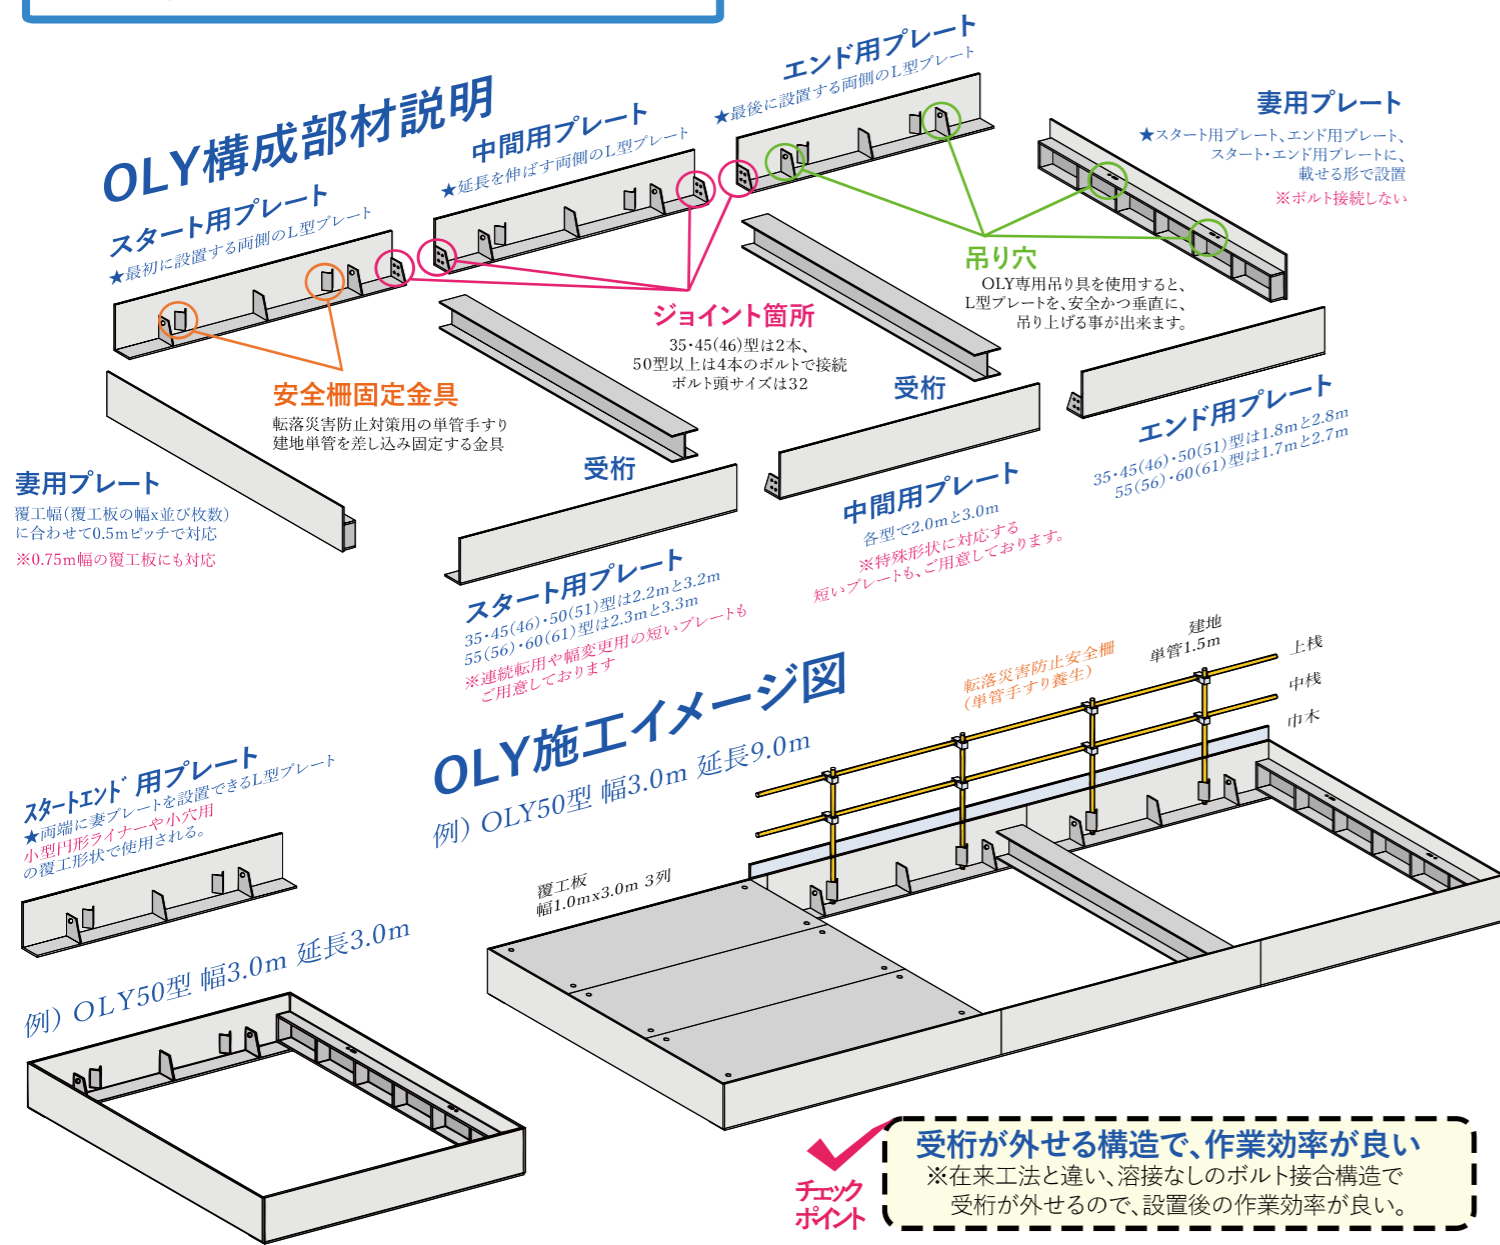 OLY構成部材説明
スタート用プレート
★最初に設置する両側のL型プレート
中間用プレート
★延長を伸ばす両側のL型プレート
エンド用プレート
★最後に設置する両側のL型プレート
妻用プレート
★スタート用プレート、エンド用プレート、
スタート・エンド用プレートに、
載せる形で設置
※ボルト接続しない
吊り穴
OLY専用吊り具を使用すると、
L型プレートを、安全かつ垂直に、
吊り上げる事が出来ます。
ジョイント箇所
35・45(46)型は2本、
50型以上は4本のボルトで接続
ボルト頭サイズは32
安全柵固定金具
転落災害防止対策用の単管手すり
建地単管を差し込み固定する金具
受桁
受桁
妻用プレート
覆工幅(覆工板の幅x並び枚数)
に合わせて0.5mピッチで対応
※0.75m幅の覆工板にも対応
スタート用プレート
35・45(46)・50(51)型は2.2mと3.2m
55(56)・60(61)型は2.3mと3.3m
※連続転用や幅変更用の短いプレートも
ご用意しております
中間用プレート
各型で2.0mと3.0m
※特殊形状に対応する
短いプレートも、ご用意しております。
エンド用プレート
35・45(46)・50(51)型は1.8mと2.8m
55(56)・60(61)型は1.7mと2.7m
スタートエンド用プレート
★両端に妻プレートを設置できるL型プレート
小型円形ライナーや小穴用
の覆工形状で使用される。
例) OLY50型 幅3.0m 延長3.0m
OLY施工イメージ図
例) OLY50型 幅3.0m 延長9.0m
転落災害防止安全柵
(単管手すり養生)
建地
単管1.5m
上桟
中桟
巾木
覆工板
幅1.0mx3.0m 3列
チェック
ポイント
受桁が外せる構造で、作業効率が良い
※在来工法と違い、溶接なしのボルト接合構造で
受桁が外せるので、設置後の作業効率が良い。